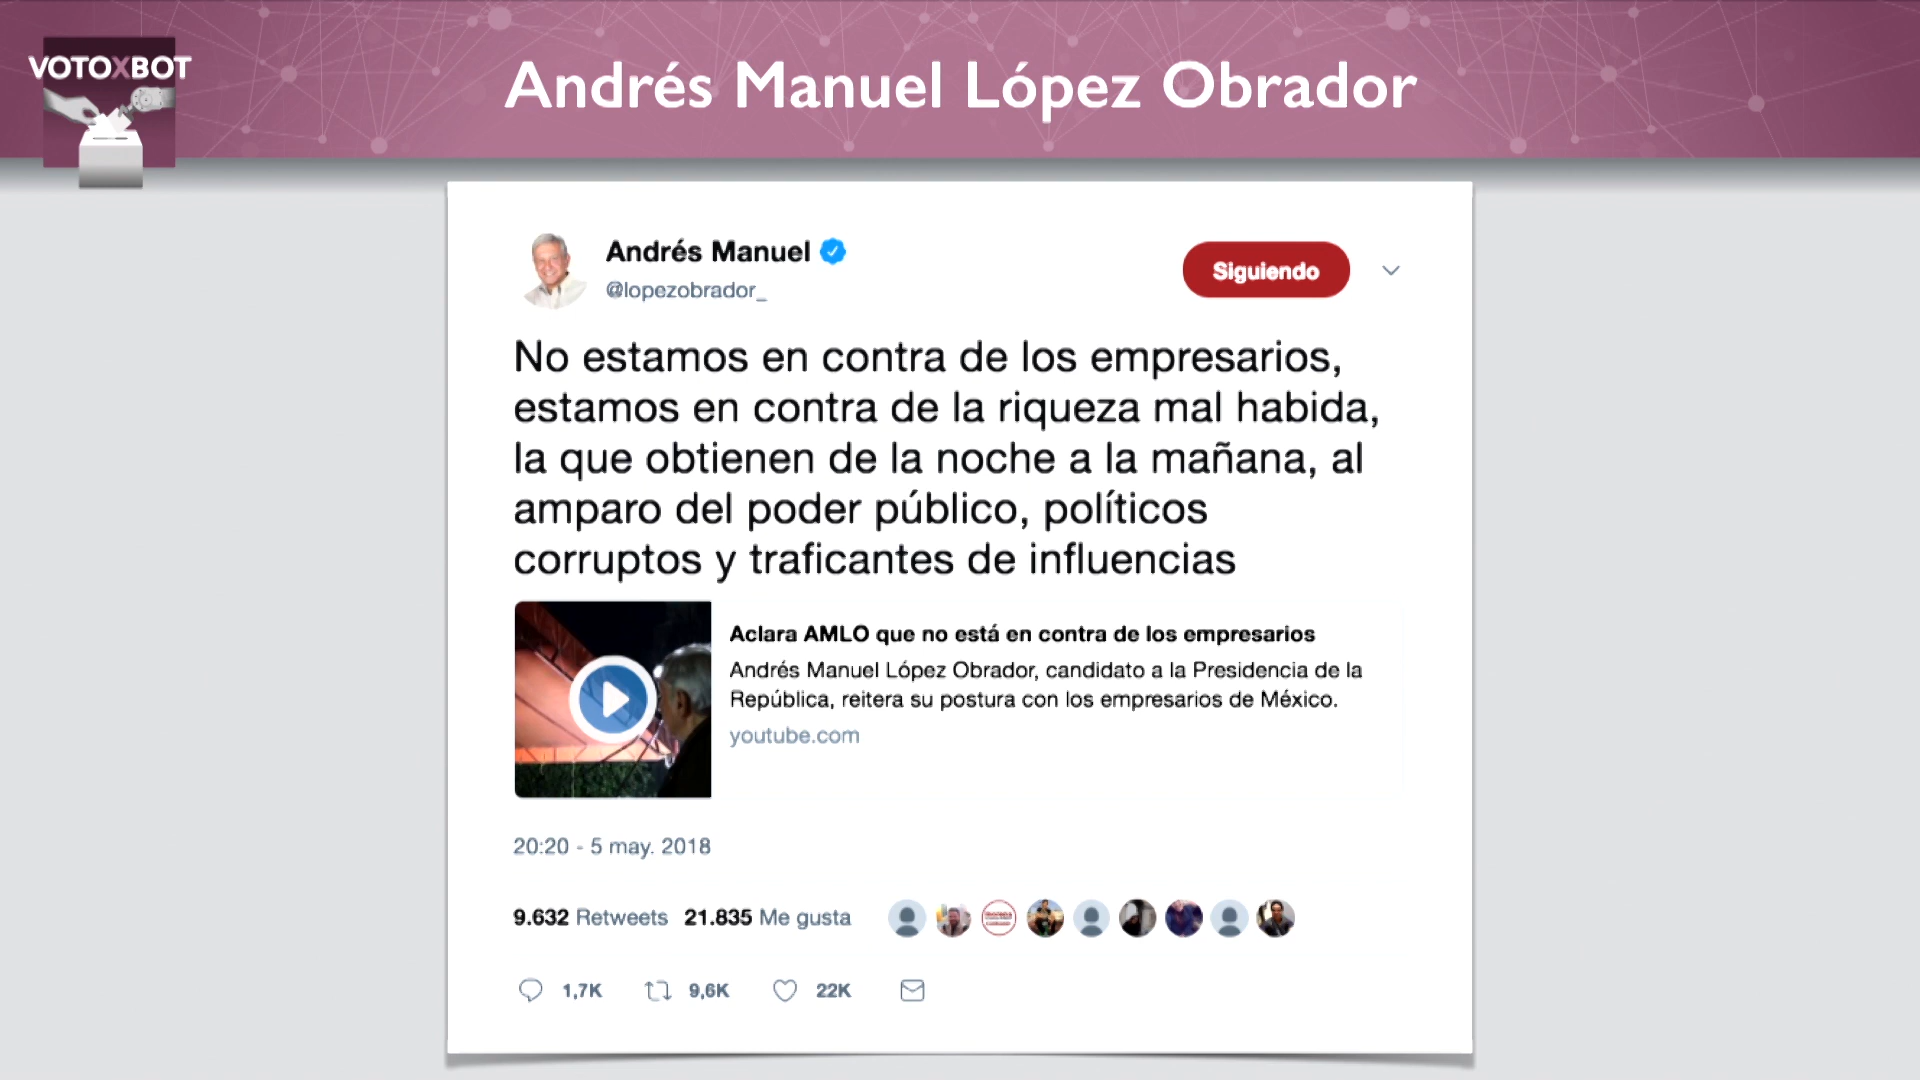 VOTOXBOT
Andrés Manuel López Obrador
Andrés Manuel
@lopezobrador_
Siguiendo
No estamos en contra de los empresarios,
estamos en contra de la riqueza mal habida,
la que obtienen de la noche a la mañana, al
amparo del poder público, políticos
corruptos y traficantes de influencias
Aclara AMLO que no está en contra de los empresarios
Andrés Manuel López Obrador, candidato a la Presidencia de la
República, reitera su postura con los empresarios de México.
youtube.com
20:20 - 5 may. 2018
9.632 Retweets 21.835 Me gusta
1,7K 9,6K 22K